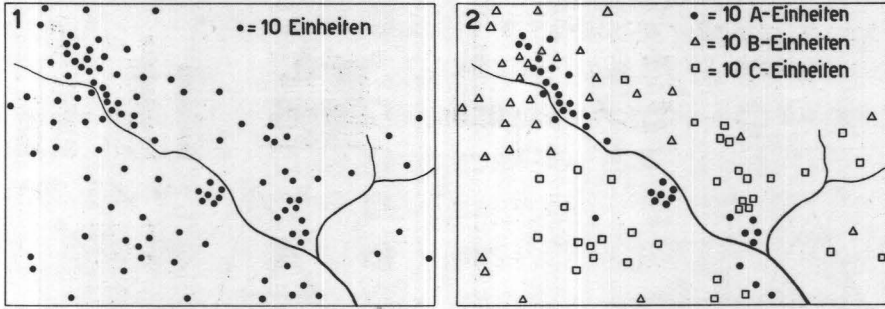 1
● = 10 Einheiten
2
● = 10 A-Einheiten
△ = 10 B-Einheiten
□ = 10 C-Einheiten